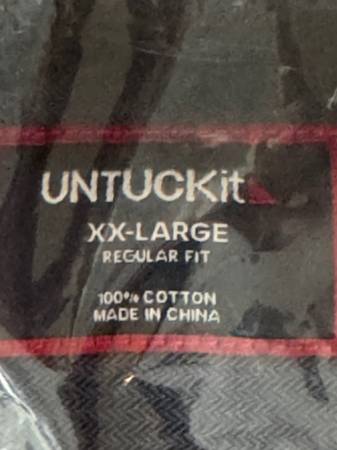 UNTUCKit
XX-LARGE
REGULAR FIT
100% COTTON
MADE IN CHINA